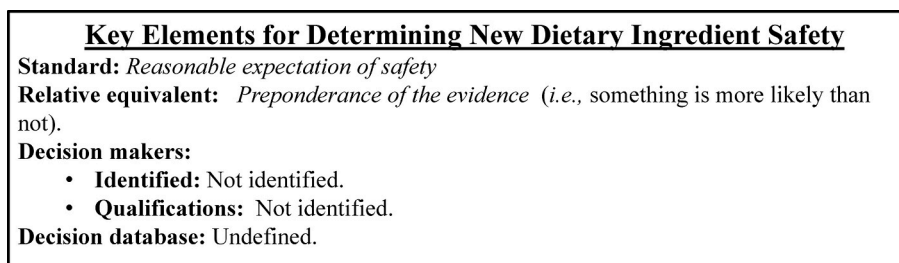 Key Elements for Determining New Dietary Ingredient Safety
Standard: Reasonable expectation of safety
Relative equivalent: Preponderance of the evidence (i.e., something is more likely than
not).
Decision makers:
• Identified: Not identified.
• Qualifications: Not identified.
Decision database: Undefined.